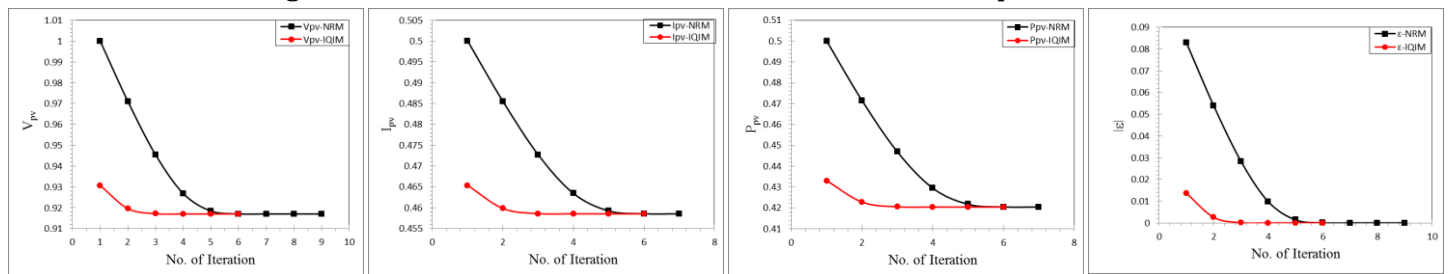 1.01
1
0.99
0.98
0.97
0.96
0.95
0.94
0.93
0.92
0.91
Vpv
0 1 2 3 4 5 6 7 8 9 10
No. of Iteration
Vpv-NRM
Vpv-IQIM
0.505
0.5
0.495
0.49
0.485
0.48
0.475
0.47
0.465
0.46
0.455
Ipv
0 2 4 6 8
No. of Iteration
Ipv-NRM
Ipv-IQIM
0.51
0.5
0.49
0.48
0.47
0.46
0.45
0.44
0.43
0.42
0.41
Ppv
0 2 4 6 8
No. of Iteration
Ppv-NRM
Ppv-IQIM
0.09
0.08
0.07
0.06
0.05
0.04
0.03
0.02
0.01
0
|ε|
0 2 4 6 8 10
No. of Iteration
ε-NRM
ε-IQIM